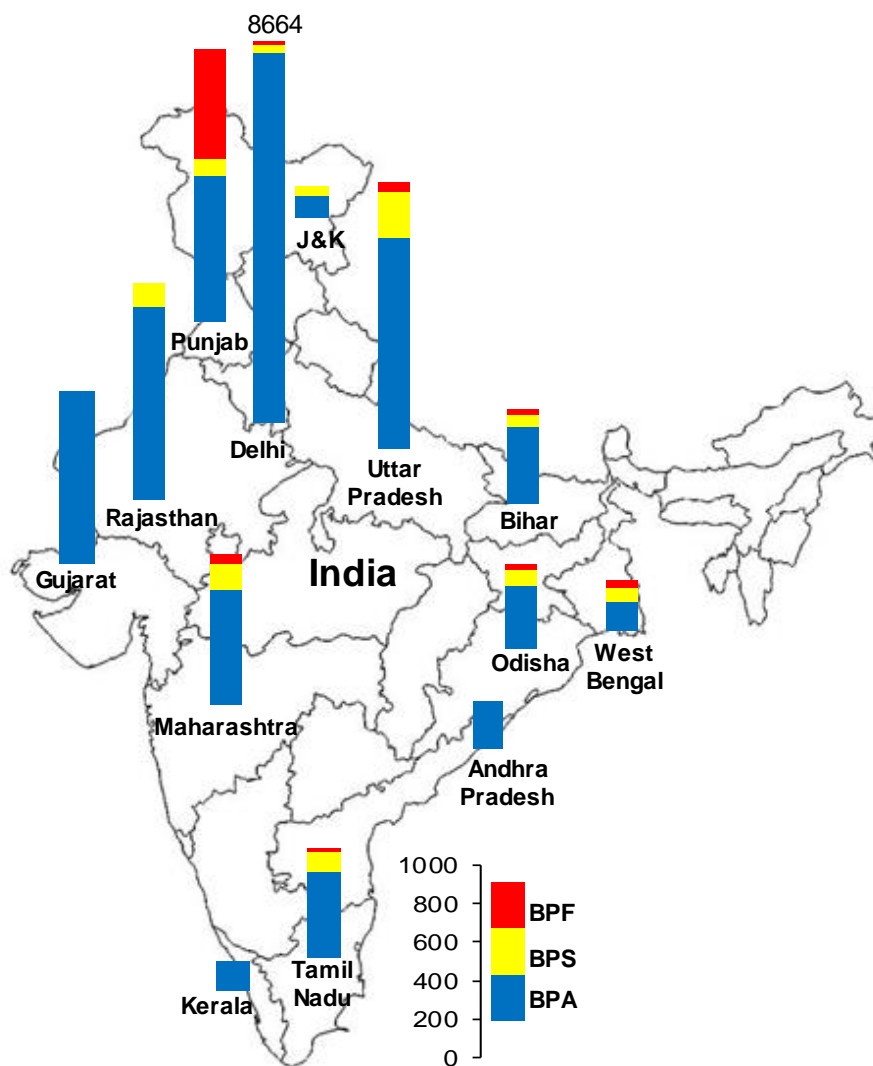 8664
J&K
Punjab
Delhi
Uttar
Pradesh
Rajasthan
Bihar
Gujarat
India
Odisha
West
Bengal
Maharashtra
Andhra
Pradesh
Tamil
Nadu
Kerala
1000
800
600
400
200
0
BPF
BPS
BPA